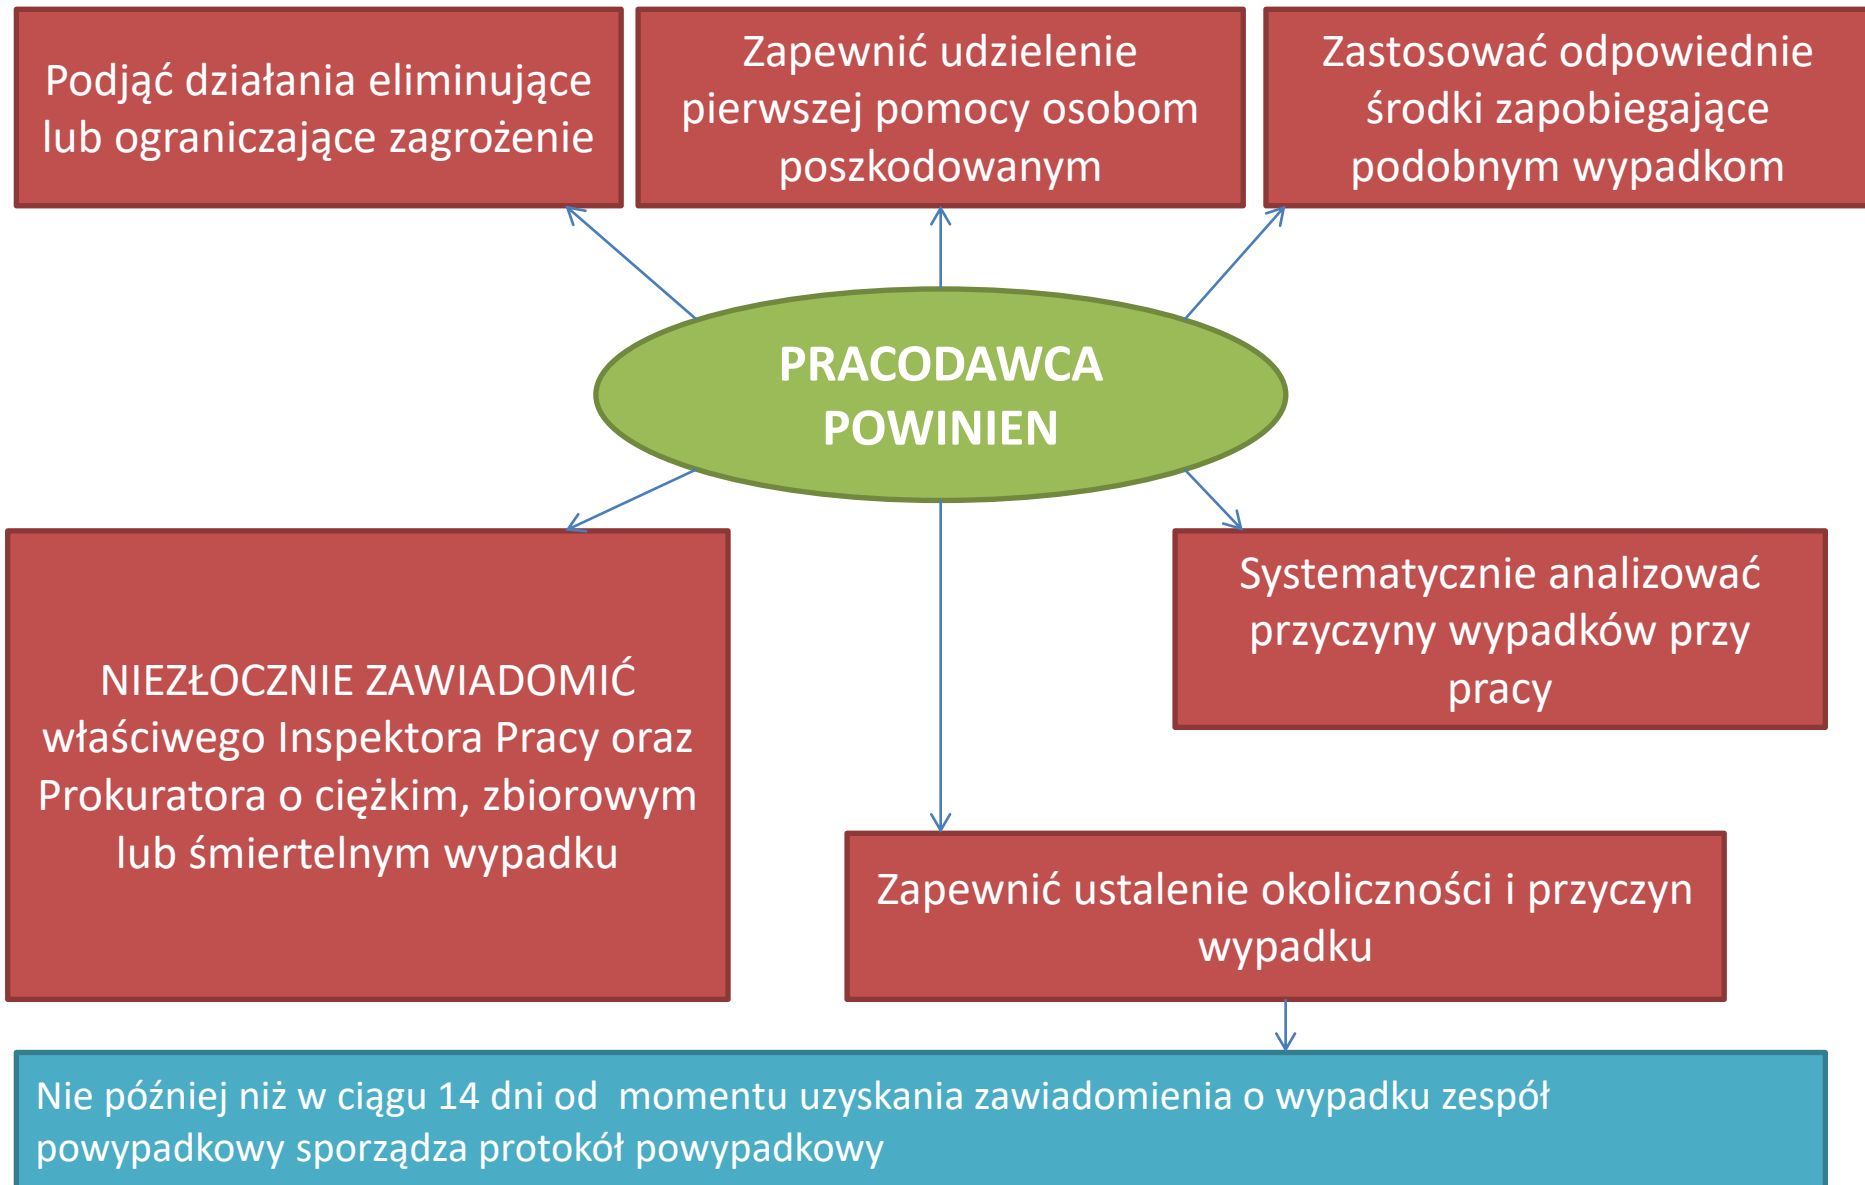 Podjąć działania eliminujące
lub ograniczające zagrożenie
Zapewnić udzielenie
pierwszej pomocy osobom
poszkodowanym
Zastosować odpowiednie
środki zapobiegające
podobnym wypadkom
PRACODAWCA
POWINIEN
NIEZŁOCZNIE ZAWIADOMIĆ
właściwego Inspektora Pracy oraz
Prokuratora o ciężkim, zbiorowym
lub śmiertelnym wypadku
Systematycznie analizować
przyczyny wypadków przy
pracy
Zapewnić ustalenie okoliczności i przyczyn
wypadku
Nie później niż w ciągu 14 dni od  momentu uzyskania zawiadomienia o wypadku zespół
powypadkowy sporządza protokół powypadkowy